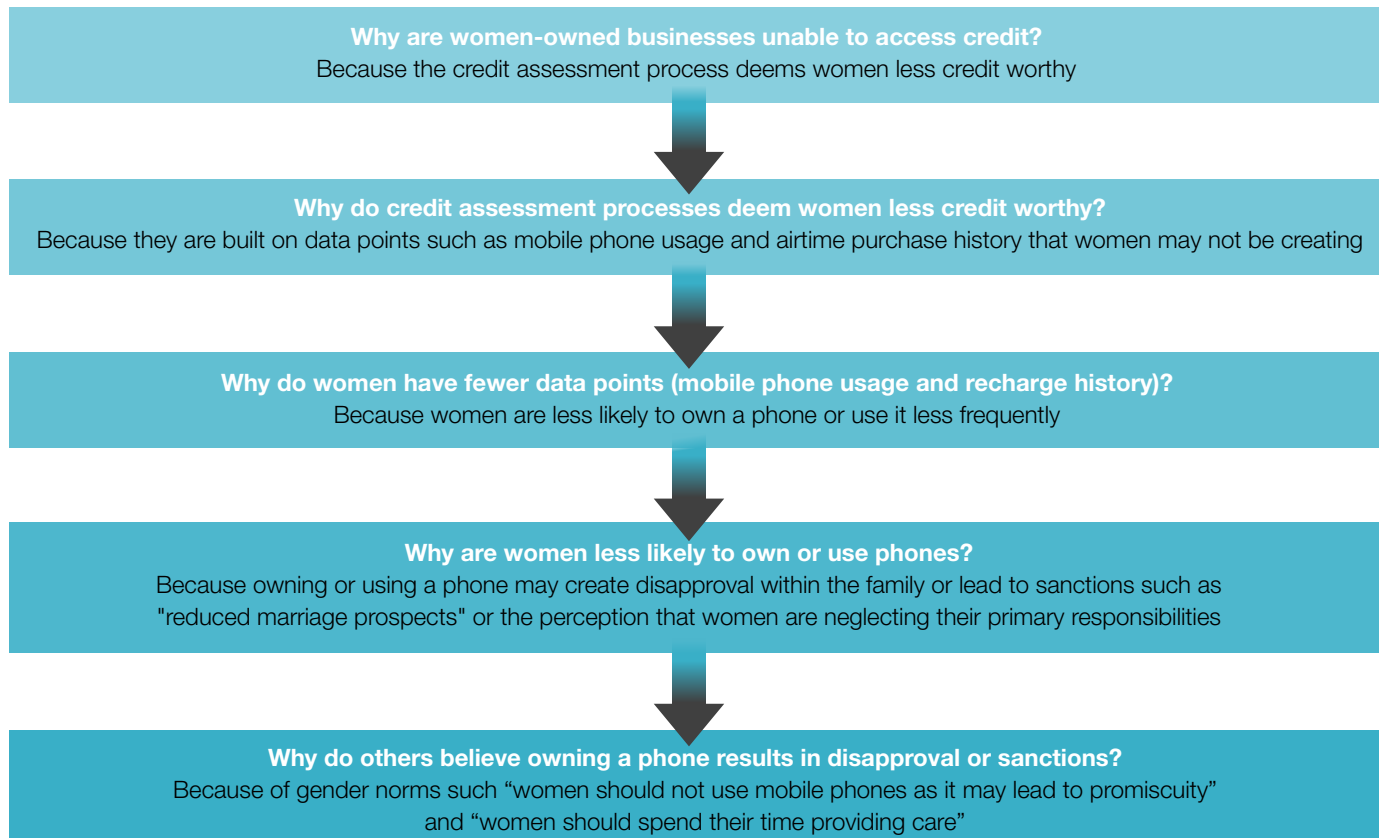 Why are women-owned businesses unable to access credit?
Because the credit assessment process deems women less credit worthy
Why do credit assessment processes deem women less credit worthy?
Because they are built on data points such as mobile phone usage and airtime purchase history that women may not be creating
Why do women have fewer data points (mobile phone usage and recharge history)?
Because women are less likely to own a phone or use it less frequently
Why are women less likely to own or use phones?
Because owning or using a phone may create disapproval within the family or lead to sanctions such as
"reduced marriage prospects" or the perception that women are neglecting their primary responsibilities
Why do others believe owning a phone results in disapproval or sanctions?
Because of gender norms such “women should not use mobile phones as it may lead to promiscuity”
and “women should spend their time providing care”